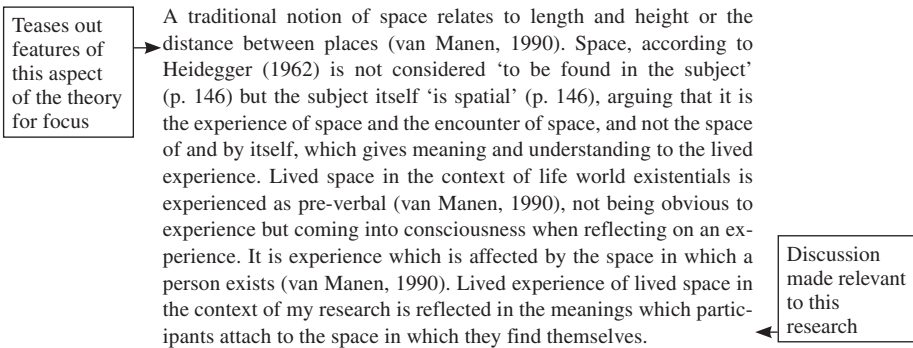 Teases out
features of
this aspect
of the theory
for focus
A traditional notion of space relates to length and height or the
distance between places (van Manen, 1990). Space, according to
Heidegger (1962) is not considered ‘to be found in the subject’
(p. 146) but the subject itself ‘is spatial’ (p. 146), arguing that it is
the experience of space and the encounter of space, and not the space
of and by itself, which gives meaning and understanding to the lived
experience. Lived space in the context of life world existentials is
experienced as pre-verbal (van Manen, 1990), not being obvious to
experience but coming into consciousness when reflecting on an ex-
perience. It is experience which is affected by the space in which a
person exists (van Manen, 1990). Lived experience of lived space in
the context of my research is reflected in the meanings which partic-
ipants attach to the space in which they find themselves.
Discussion
made relevant
to this
research